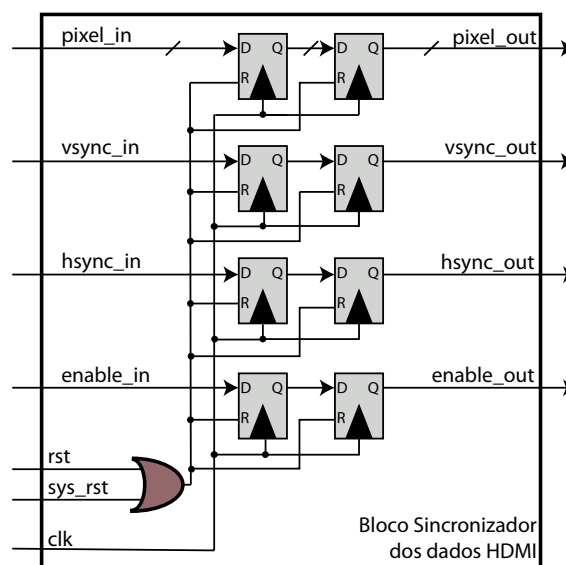 pixel_in D Q D Q pixel_out
R R
vsync_in D Q D Q vsync_out
R R
hsync_in D Q D Q hsync_out
R R
enable_in D Q D Q enable_out
R R
rst
sys_rst
clk
Bloco Sincronizador
dos dados HDMI